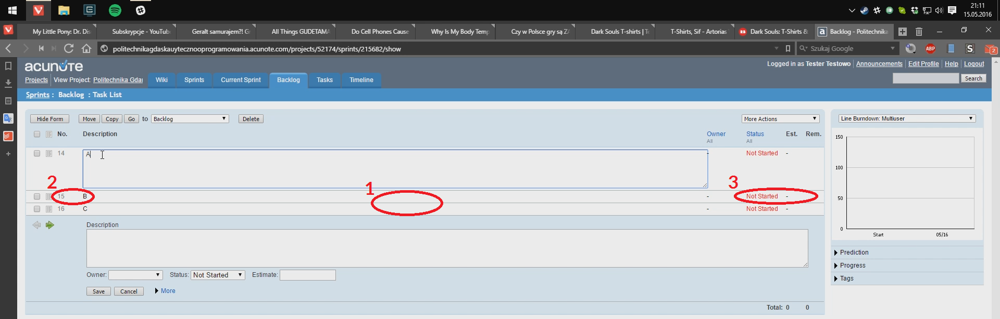 21:11
15.05.2016
My Little Pony: Dr. Dis
Subskrypcje - YouTub
Geralt samurajem?! G
All Things GUDETAMA
Do Cell Phones Cause
Why Is My Body Temp
Czy w Polsce gry są ZA
Dark Souls T-shirts | Te
T-Shirts, Sif - Artorias
Dark Souls: T-Shirts &
a Backlog - Politechnika
politechnikagdaskauytecznooprogramowania.acunote.com/projects/52174/sprints/215682/show
Szukaj Google
ABP
S
2
acunote
Logged in as Tester Testowo Announcements Edit Profile Help Logout
Projects View Project: Politechnika Gdań Wiki Sprints Current Sprint Backlog Tasks Timeline
Search
Sprints : Backlog : Task List
Hide Form Move Copy Go to Backlog Delete More Actions
Line Burndown: Multiuser
No. Description Owner Status Est. Rem.
All All
14 A - Not Started -
2 1 3
15 B - Not Started -
16 C - Not Started -
Description
Owner: Status: Not Started Estimate:
Save Cancel More
Total: 0 0
150
100
50
0
Start 05/16
Prediction
Progress
Tags